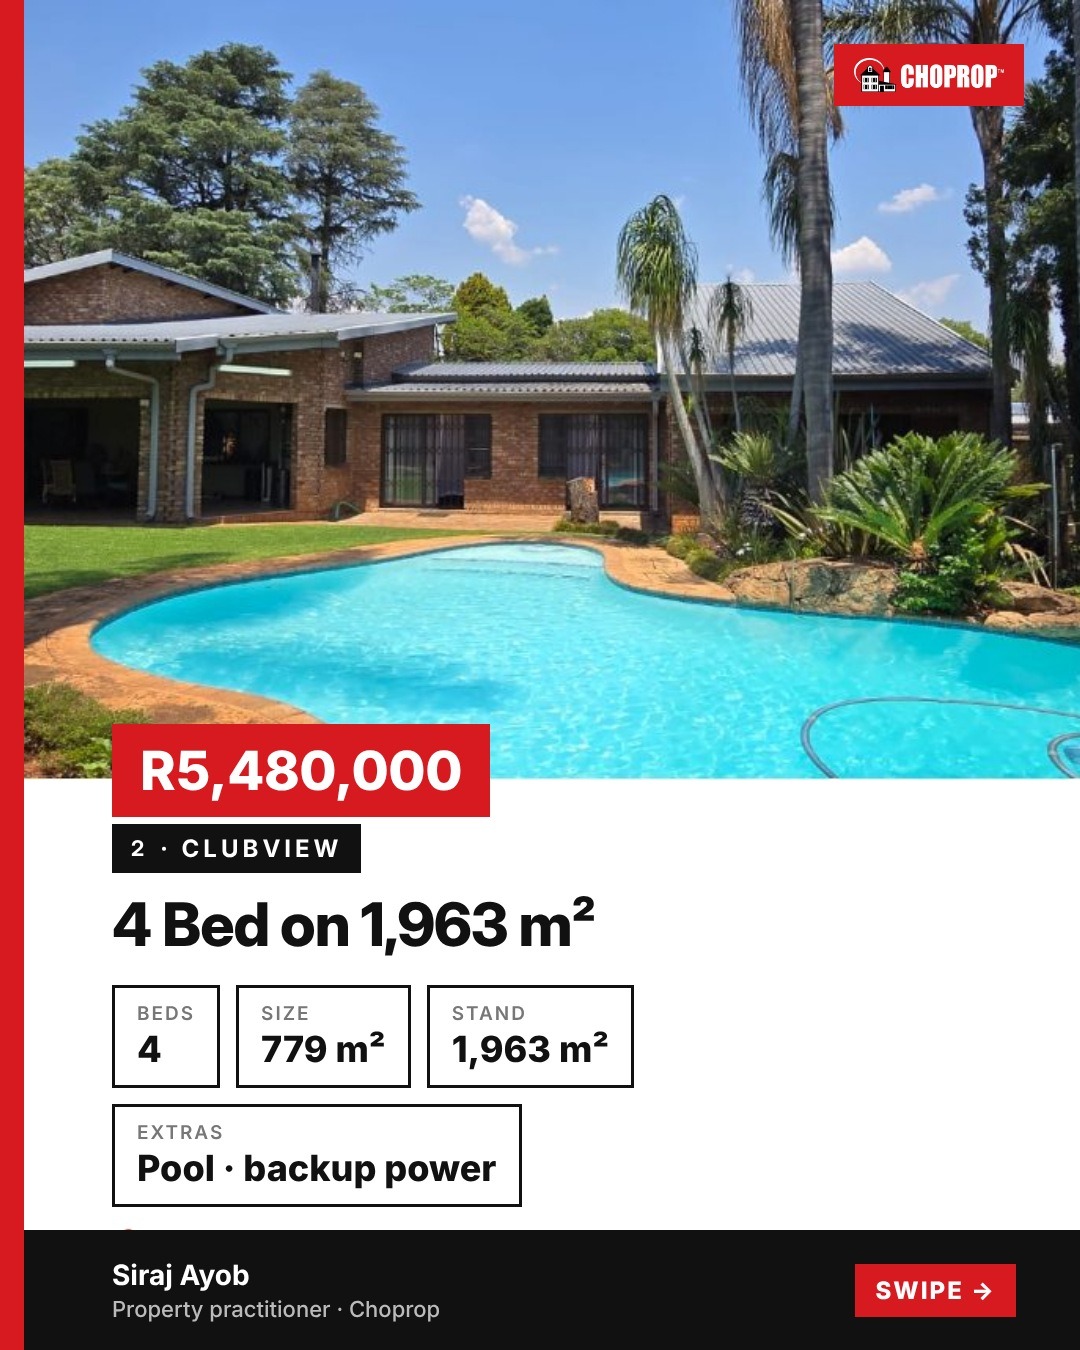 CHOPROP™
R5,480,000
2 · CLUBVIEW
4 Bed on 1,963 m²
BEDS
4
SIZE
779 m²
STAND
1,963 m²
EXTRAS
Pool · backup power
Siraj Ayob
Property practitioner · Choprop
SWIPE →